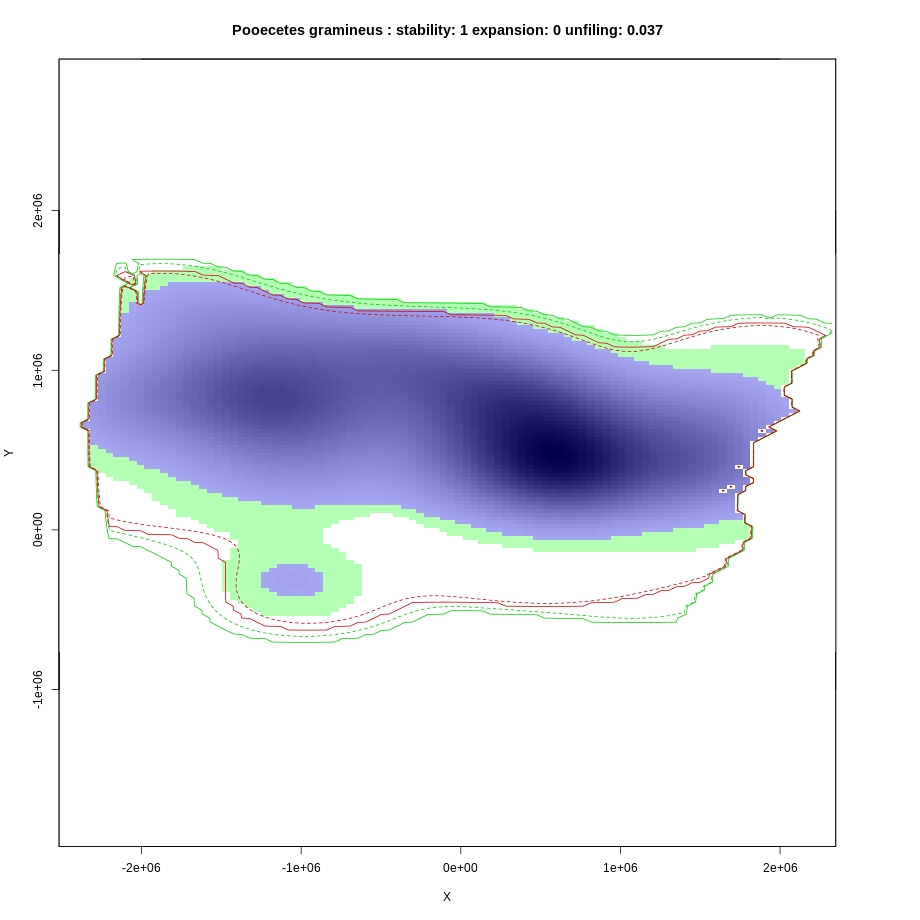 Pooecetes gramineus : stability: 1 expansion: 0 unfiling: 0.037
2e+06
1e+06
0e+00
-1e+06
Y
-2e+06 -1e+06 0e+00 1e+06 2e+06
X